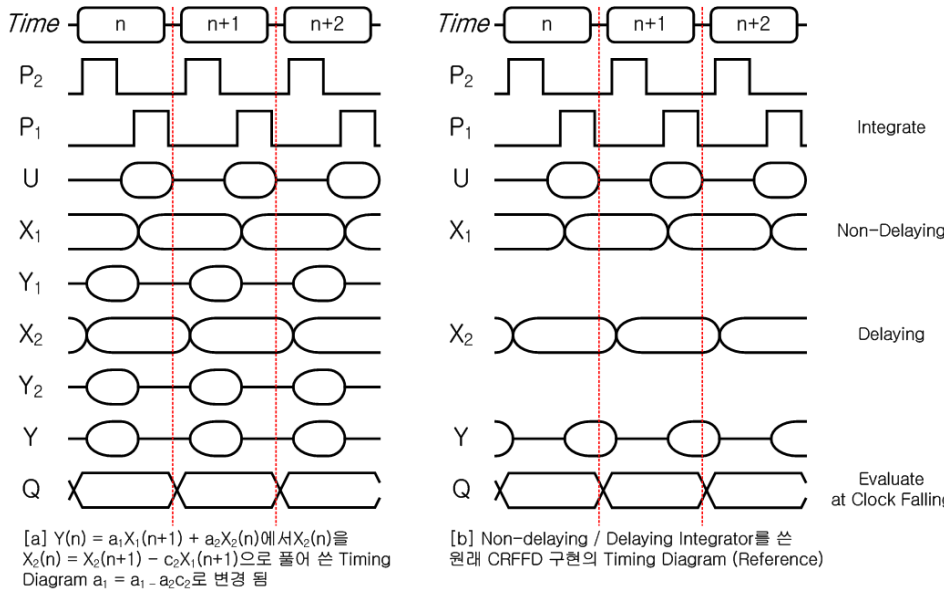 Time n n+1 n+2
P2
P1
U
X1
Y1
X2
Y2
Y
Q
[a] Y(n) = a1X1(n+1) + a2X2(n)에서X2(n)을
X2(n) = X2(n+1) − c2X1(n+1)으로 풀어 쓴 Timing
Diagram a1 = a1 − a2c2로 변경 됨
Time n n+1 n+2
P2
P1 Integrate
U
X1 Non-Delaying
X2 Delaying
Y
Q Evaluate
at Clock Falling
[b] Non-delaying / Delaying Integrator를 쓴
원래 CRFFD 구현의 Timing Diagram (Reference)